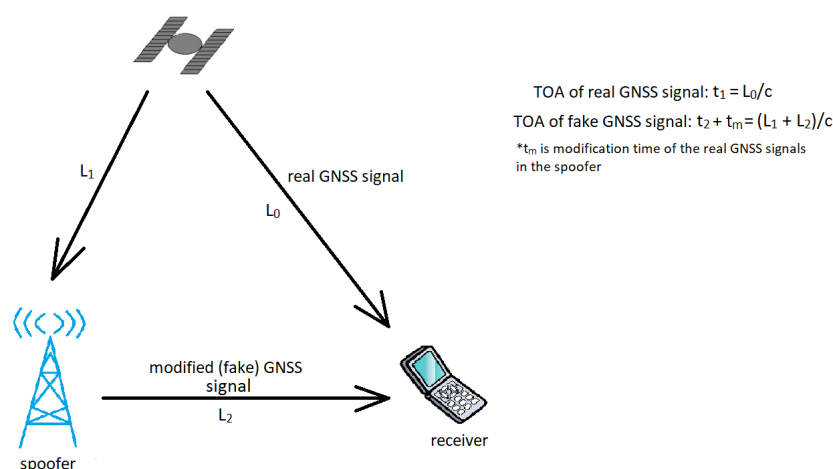 TOA of real GNSS signal: t₁ = L₀/c
TOA of fake GNSS signal: t₂ + tₘ = (L₁ + L₂)/c
*tₘ is modification time of the real GNSS signals
in the spoofer
L₁
real GNSS signal
L₀
modified (fake) GNSS
signal
L₂
receiver
spoofer